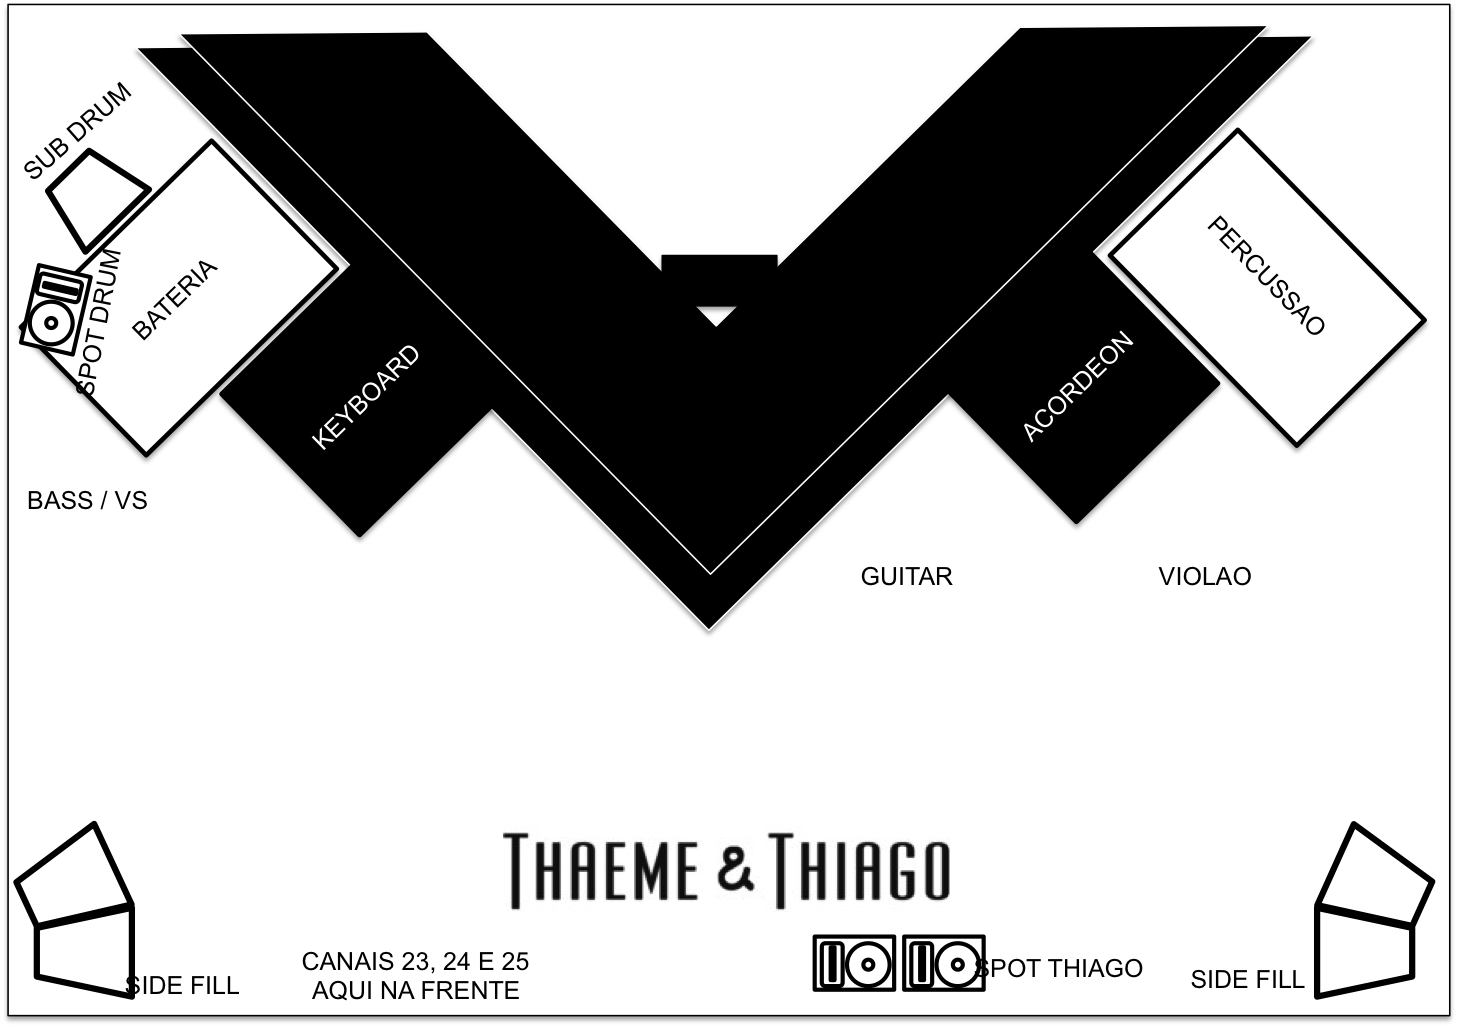 SUB DRUM
SPOT DRUM
BATERIA
KEYBOARD
ACORDEON
PERCUSSAO
BASS / VS
GUITAR
VIOLAO
THAEME & THIAGO
SIDE FILL
CANAIS 23, 24 E 25
AQUI NA FRENTE
SPOT THIAGO
SIDE FILL